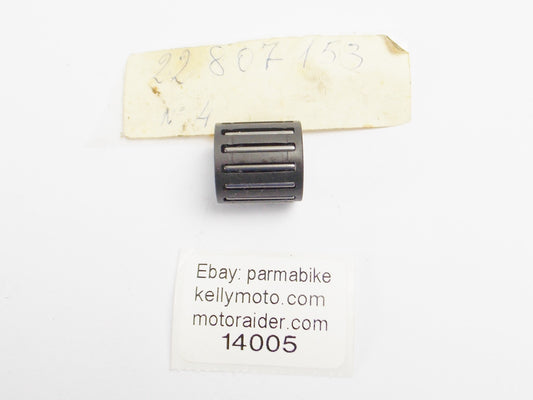 22 807 153
N° 4
Ebay: parmabike
kellymoto.com
motoraider.com
14005